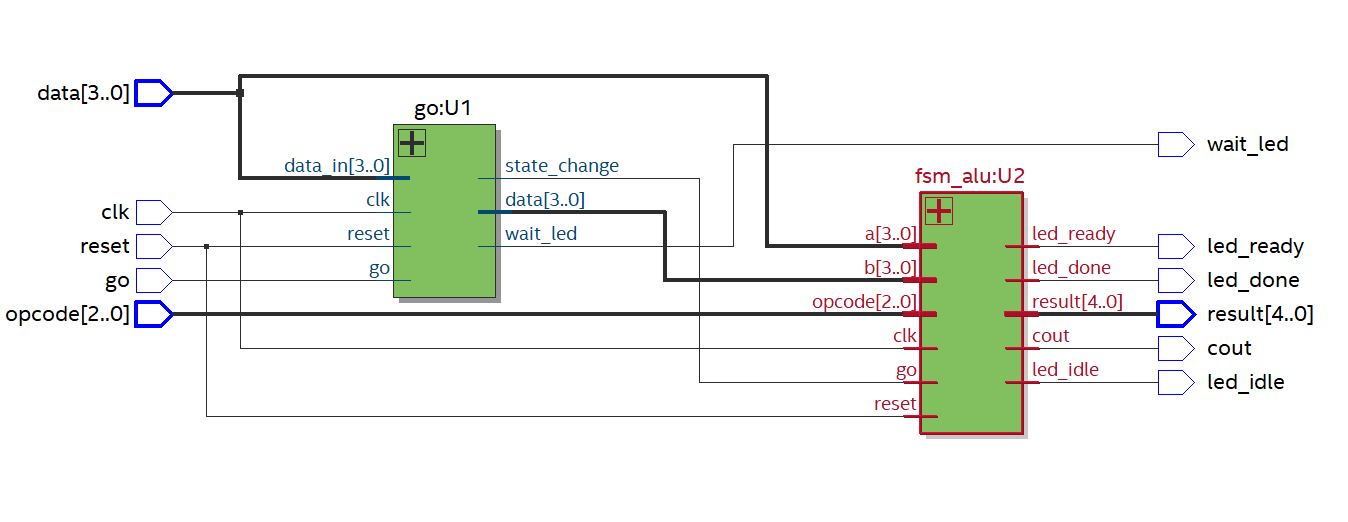 data[3..0]
clk
reset
go
opcode[2..0]
go:U1
data_in[3..0]
clk
reset
go
state_change
data[3..0]
wait_led
fsm_alu:U2
a[3..0]
b[3..0]
opcode[2..0]
clk
go
reset
led_ready
led_done
result[4..0]
cout
led_idle
wait_led
led_ready
led_done
result[4..0]
cout
led_idle